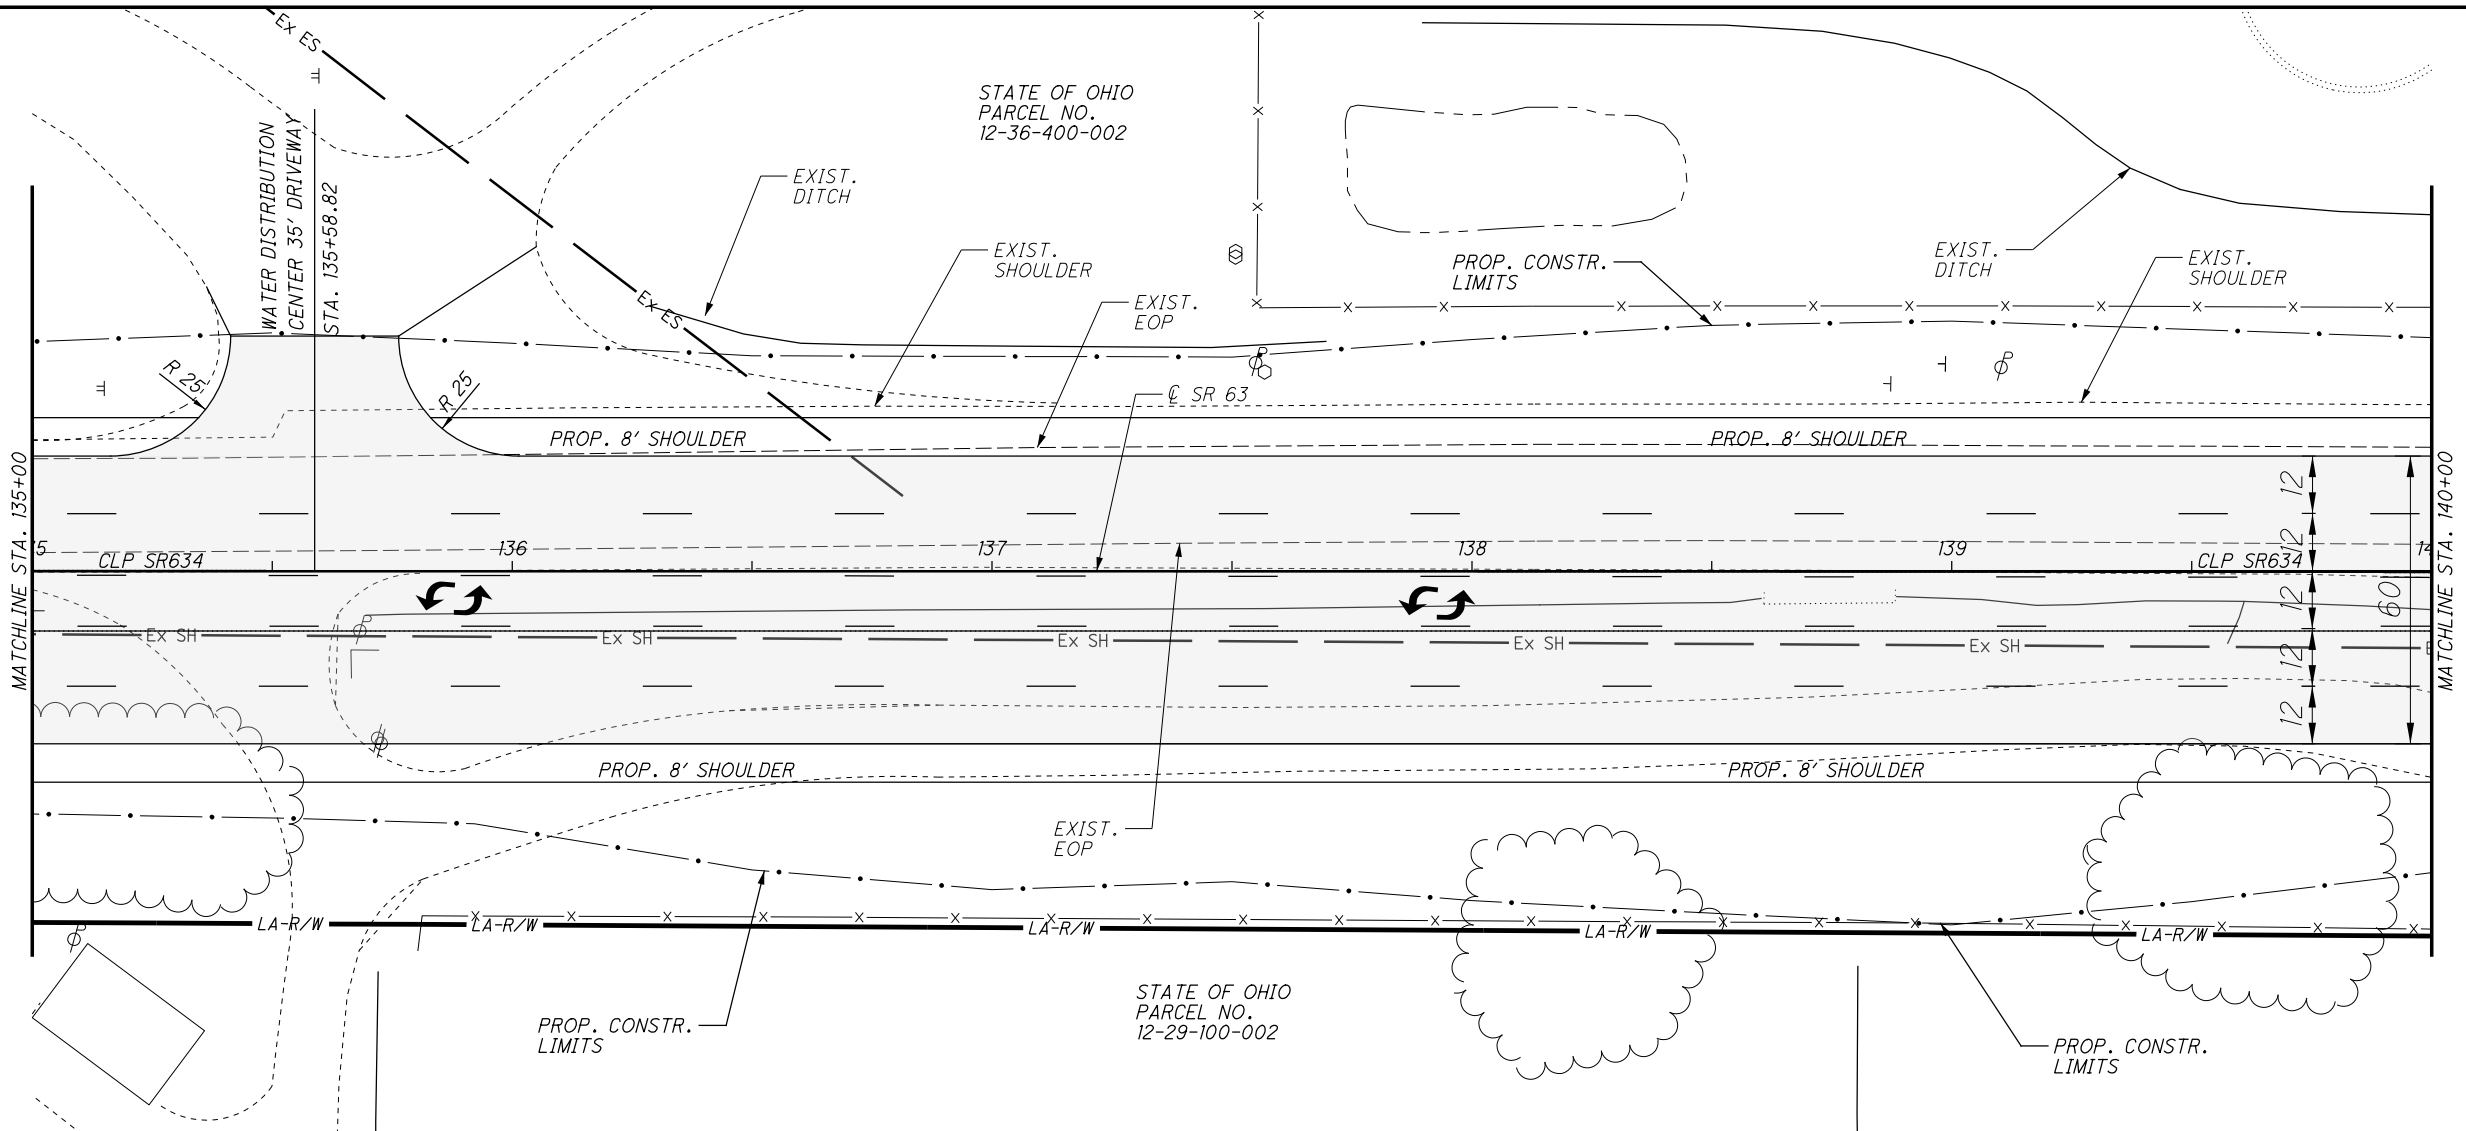 Ex ES
STATE OF OHIO
PARCEL NO.
12-36-400-002
WATER DISTRIBUTION
CENTER 35' DRIVEWAY
STA. 135+58.82
EXIST.
DITCH
EXIST.
SHOULDER
EXIST.
EOP
PROP. CONSTR.
LIMITS
EXIST.
DITCH
EXIST.
SHOULDER
Ex ES
R 25
R 25
℄ SR 63
PROP. 8' SHOULDER
PROP. 8' SHOULDER
MATCHLINE STA. 135+00
MATCHLINE STA. 140+00
12
12
12
12
12
60
136
137
138
139
14
CLP SR634
CLP SR634
Ex SH
Ex SH
Ex SH
Ex SH
Ex SH
E
PROP. 8' SHOULDER
PROP. 8' SHOULDER
EXIST.
EOP
LA-R/W
LA-R/W
LA-R/W
LA-R/W
LA-R/W
STATE OF OHIO
PARCEL NO.
12-29-100-002
PROP. CONSTR.
LIMITS
PROP. CONSTR.
LIMITS